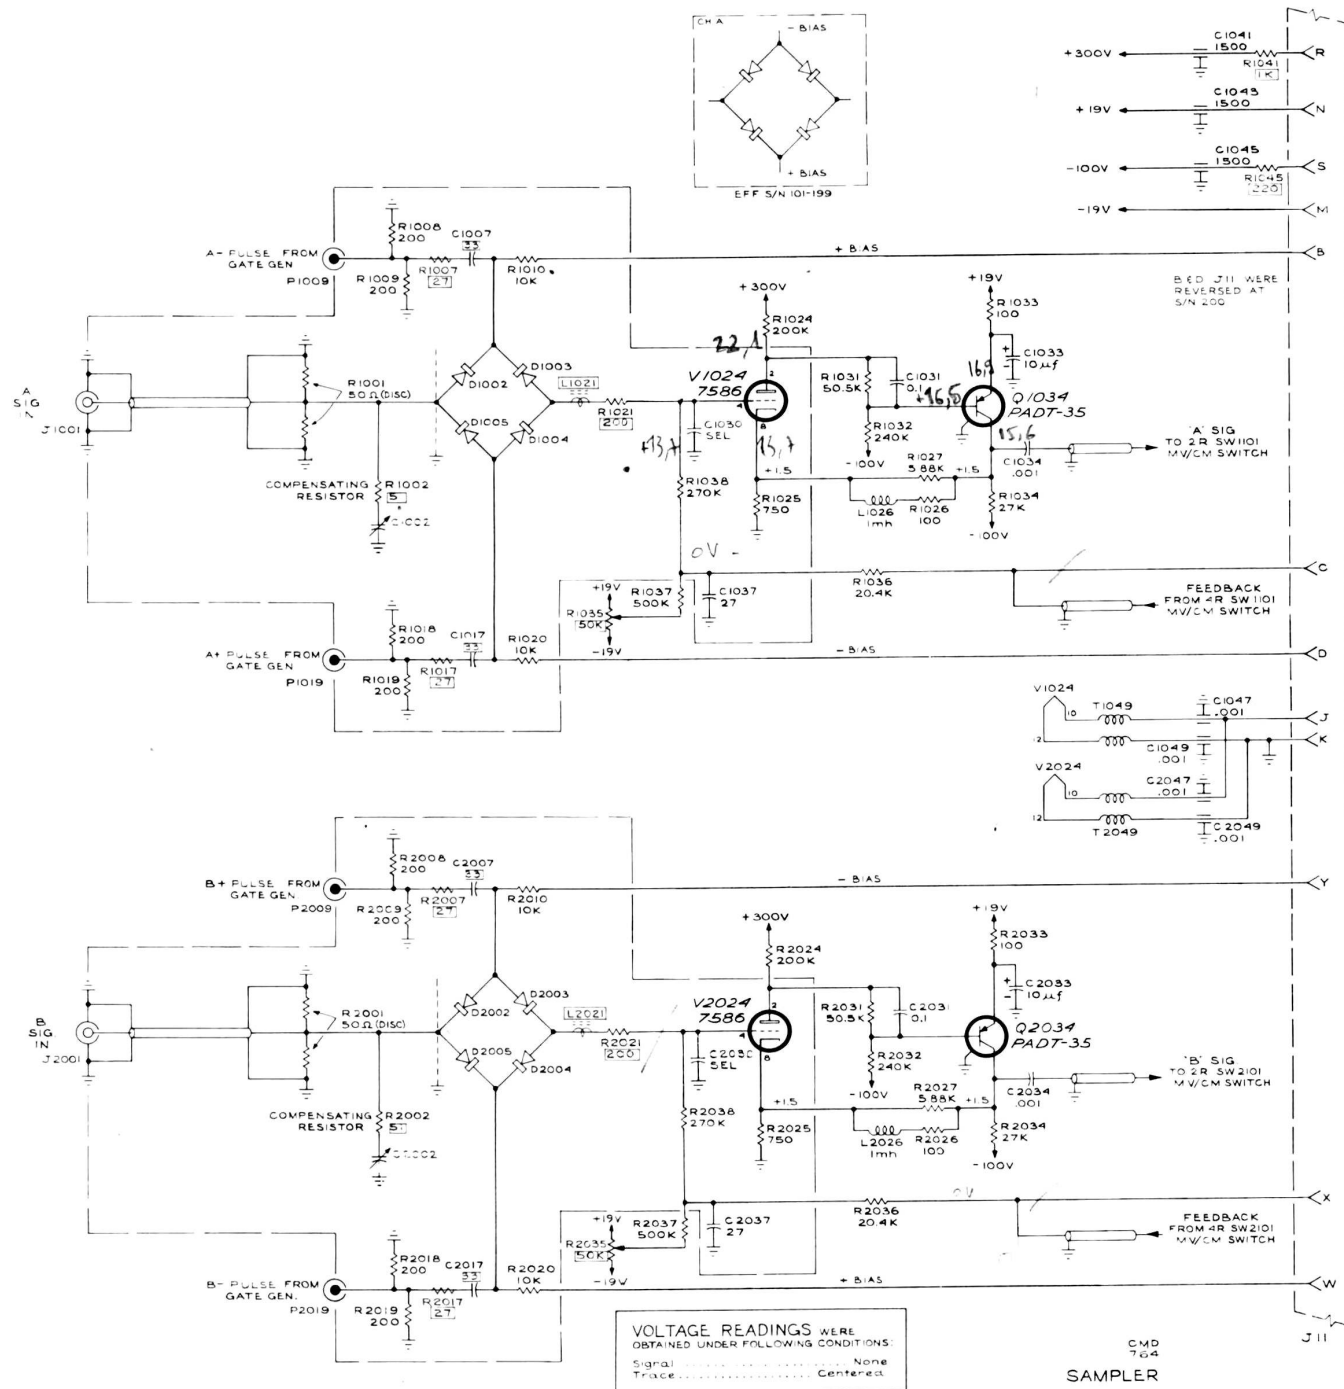 CH A
- BIAS
+ BIAS
EFF S/N 101-199
+300V
C1041
1500
R1041
1K
R
+19V
C1043
1500
N
-100V
C1045
1500
R1045
220
S
-19V
M
A- PULSE FROM
GATE GEN
P1009
R1008
200
R1009
200
R1007
27
C1007
33
R1010
10K
+ BIAS
B
B&D J11 WERE
REVERSED AT
S/N 200
A
SIG
IN
J1001
R1001
50Ω (DISC)
COMPENSATING
RESISTOR
R1002
5
C1002
D1002
D1003
D1005
D1004
L1021
R1021
200
+300V
R1024
200K
22,1
V1024
7586
2
4
8
C1030
SEL
+13,7
13,7
R1038
270K
+1.5
R1025
750
R1031
50.5K
C1031
0.1
R1032
240K
-100V
R1027
5.88K
+1.5
L1026
1mh
R1026
100
+19V
R1033
100
C1033
10μf
+
-
16,9
+16,5
Q1034
PADT-35
15,6
C1034
.001
R1034
27K
-100V
'A' SIG
TO 2R SW1101
MV/CM SWITCH
0V -
C
+19V
R1035
50K
-19V
R1037
500K
C1037
27
R1036
20.4K
FEEDBACK
FROM 4R SW1101
MV/CM SWITCH
A+ PULSE FROM
GATE GEN
P1019
R1018
200
R1019
200
R1017
27
C1017
33
R1020
10K
- BIAS
D
V1024
10
12
T1049
C1047
.001
C1049
.001
J
K
V2024
10
12
T2049
C2047
.001
C2049
.001
B+ PULSE FROM
GATE GEN.
P2009
R2008
200
R2009
200
R2007
27
C2007
33
R2010
10K
- BIAS
Y
B
SIG
IN
J2001
R2001
50Ω (DISC)
COMPENSATING
RESISTOR
R2002
5
D2002
D2003
D2005
D2004
L2021
R2021
200
+300V
R2024
200K
V2024
7586
2
4
8
C2030
SEL
R2038
270K
+1.5
R2025
750
R2031
50.5K
C2031
0.1
R2032
240K
-100V
R2027
5.88K
+1.5
L2026
1mh
R2026
100
+19V
R2033
100
C2033
10μf
+
-
Q2034
PADT-35
C2034
.001
R2034
27K
-100V
'B' SIG
TO 2R SW2101
MV/CM SWITCH
0V
X
+19V
R2035
50K
-19V
R2037
500K
C2037
27
R2036
20.4K
FEEDBACK
FROM 4R SW2101
MV/CM SWITCH
B- PULSE FROM
GATE GEN.
P2019
R2018
200
R2019
200
R2017
27
C2017
33
R2020
10K
+ BIAS
W
J11
VOLTAGE READINGS WERE
OBTAINED UNDER FOLLOWING CONDITIONS:
Signal .................... None
Trace .................... Centered
CMD
764
SAMPLER